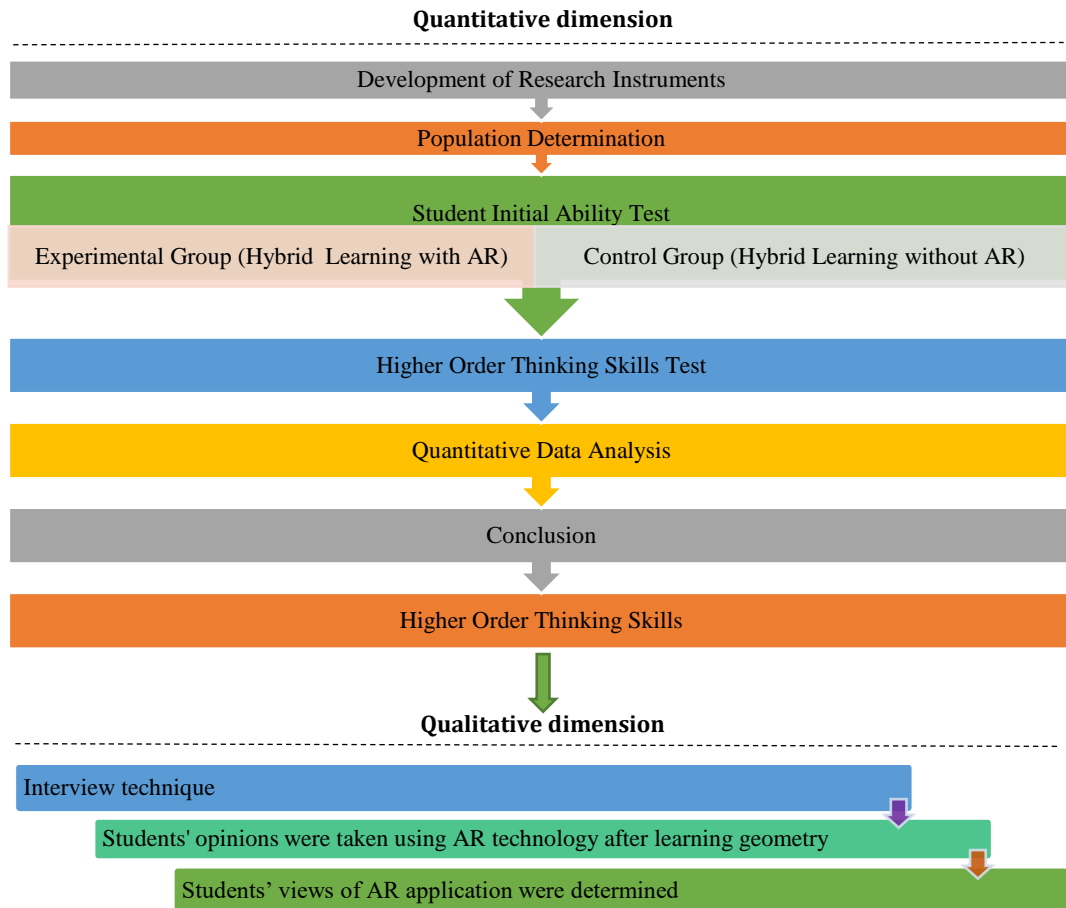 Quantitative dimension
Development of Research Instruments
Population Determination
Student Initial Ability Test
Experimental Group (Hybrid Learning with AR)
Control Group (Hybrid Learning without AR)
Higher Order Thinking Skills Test
Quantitative Data Analysis
Conclusion
Higher Order Thinking Skills
Qualitative dimension
Interview technique
Students' opinions were taken using AR technology after learning geometry
Students’ views of AR application were determined